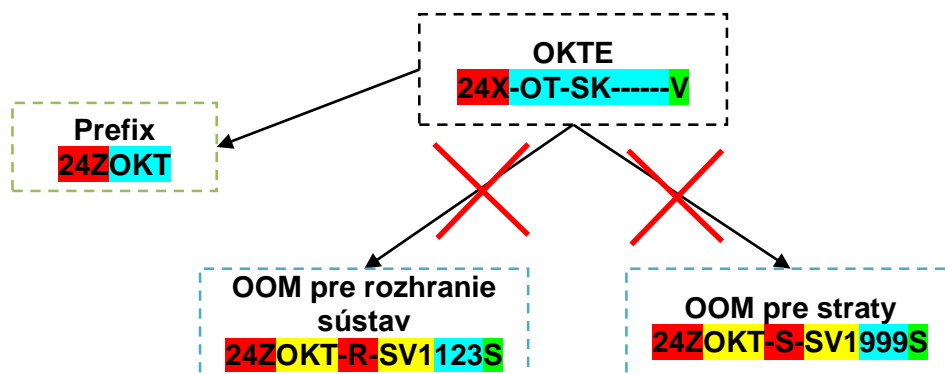 OKTE
24X-OT-SK------V
Prefix
24ZOKT
OOM pre rozhranie
sústav
24ZOKT-R-SV1123S
OOM pre straty
24ZOKT-S-SV1999S